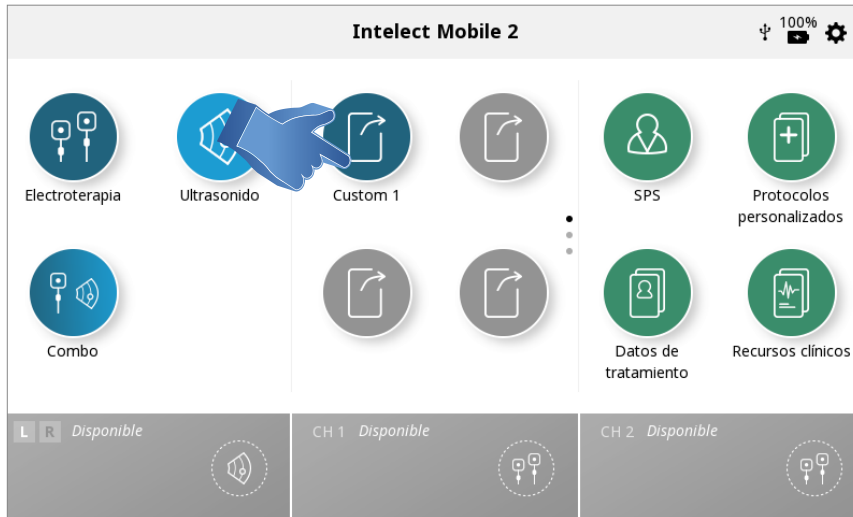 Intelect Mobile 2
100%
Electroterapia
Ultrasonido
Custom 1
SPS
Protocolos
personalizados
Combo
Datos de
tratamiento
Recursos clínicos
L R Disponible
CH 1 Disponible
CH 2 Disponible